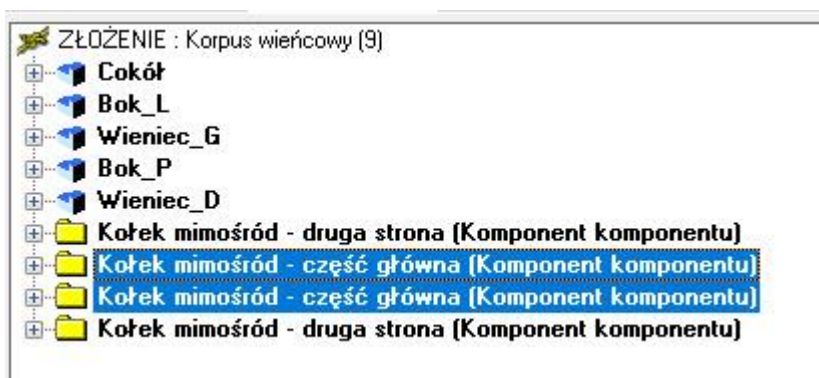 ZŁOŻENIE : Korpus wieńcowy (9)
Cokół
Bok_L
Wieniec_G
Bok_P
Wieniec_D
Kołek mimośród - druga strona (Komponent komponentu)
Kołek mimośród - część główna (Komponent komponentu)
Kołek mimośród - część główna (Komponent komponentu)
Kołek mimośród - druga strona (Komponent komponentu)